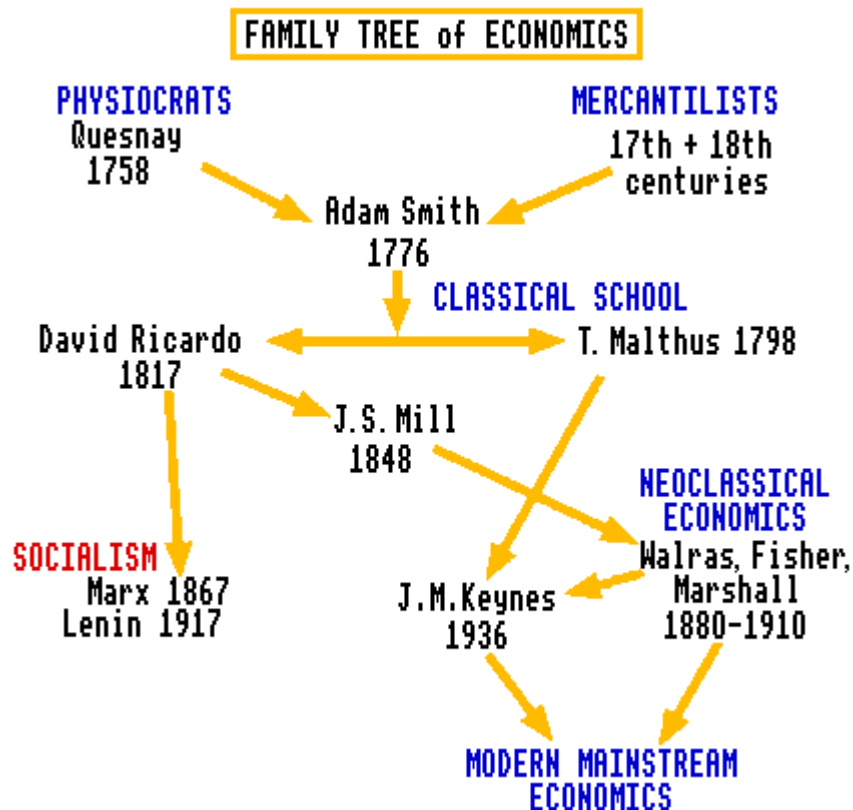 FAMILY TREE of ECONOMICS
PHYSIOCRATS
Quesnay
1758
MERCANTILISTS
17th + 18th
centuries
Adam Smith
1776
CLASSICAL SCHOOL
David Ricardo
1817
T. Malthus 1798
J.S. Mill
1848
NEOCLASSICAL
ECONOMICS
Walras, Fisher,
Marshall
1880-1910
SOCIALISM
Marx 1867
Lenin 1917
J.M.Keynes
1936
MODERN MAINSTREAM
ECONOMICS